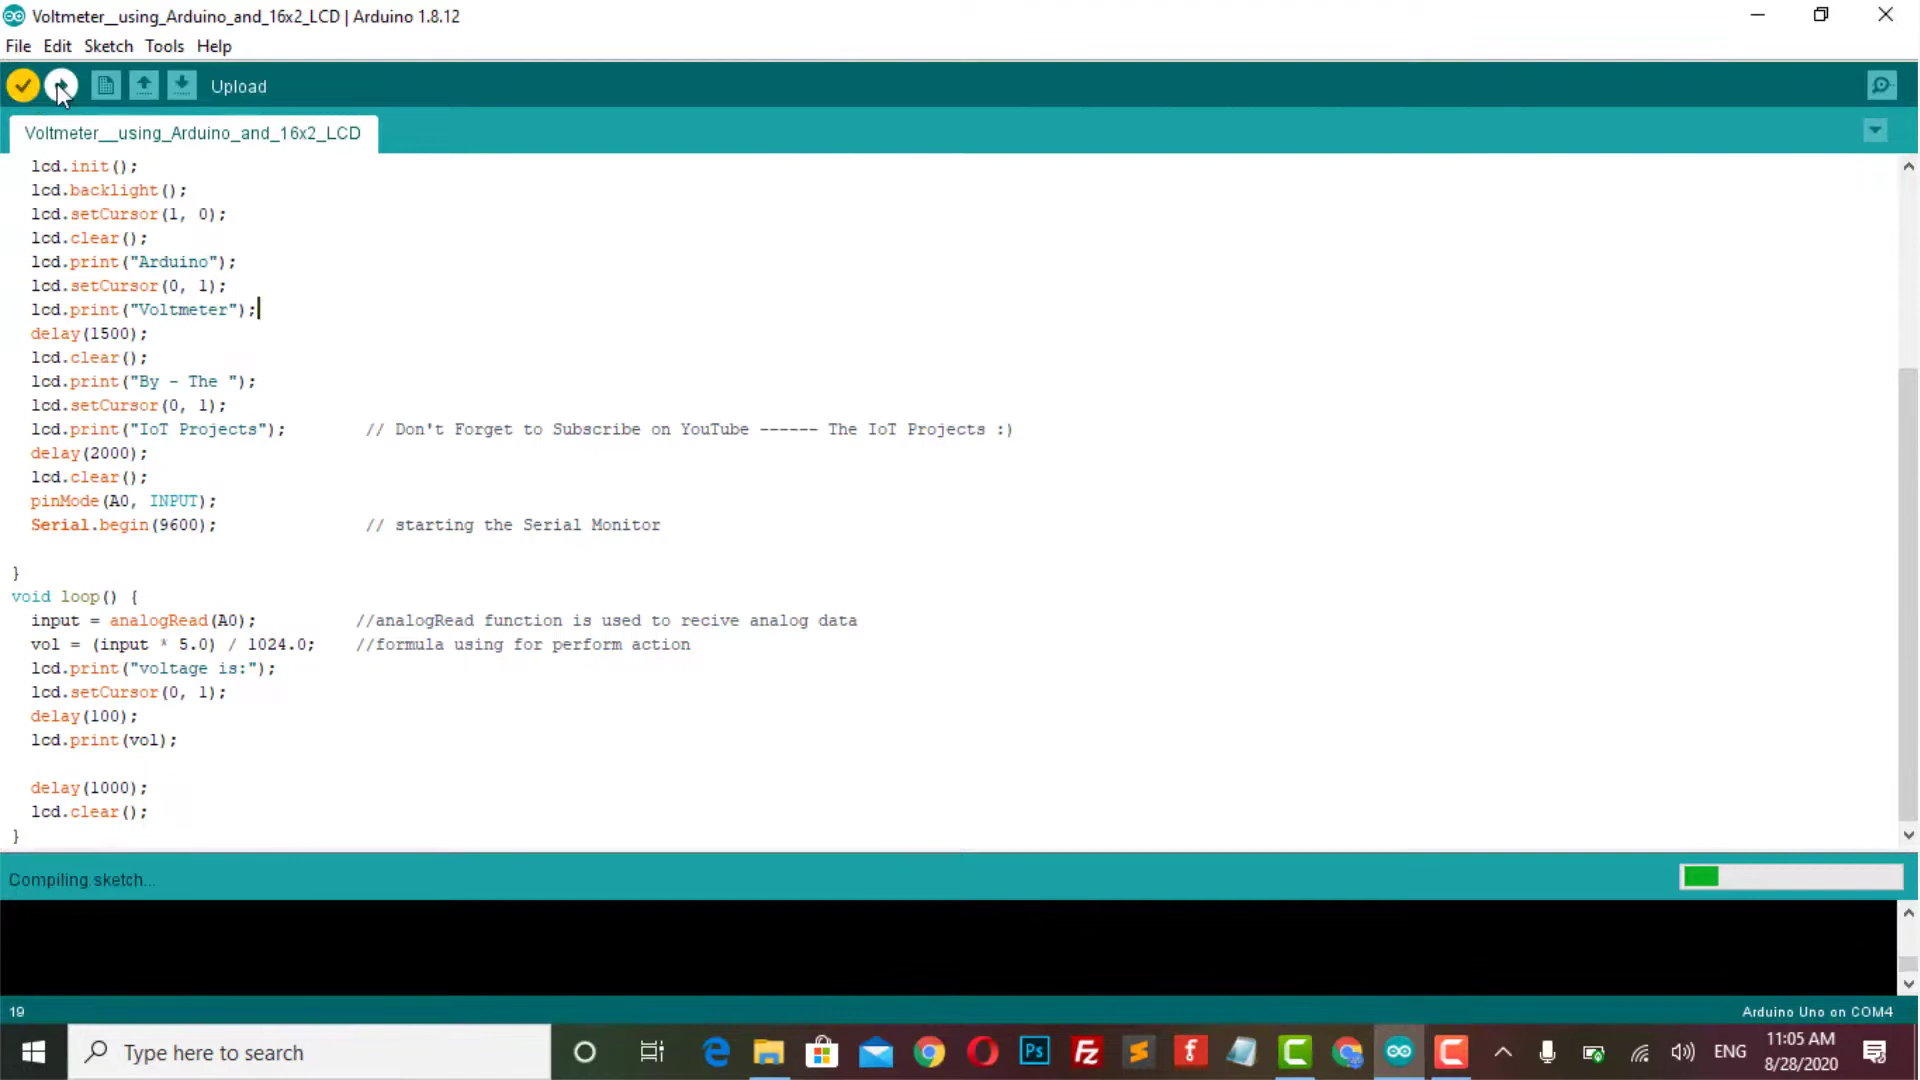 Voltmeter__using_Arduino_and_16x2_LCD | Arduino 1.8.12
File Edit Sketch Tools Help
Upload
Voltmeter__using_Arduino_and_16x2_LCD
lcd.init();
lcd.backlight();
lcd.setCursor(1, 0);
lcd.clear();
lcd.print("Arduino");
lcd.setCursor(0, 1);
lcd.print("Voltmeter");
delay(1500);
lcd.clear();
lcd.print("By - The ");
lcd.setCursor(0, 1);
lcd.print("IoT Projects"); // Don't Forget to Subscribe on YouTube ------ The IoT Projects :)
delay(2000);
lcd.clear();
pinMode(A0, INPUT);
Serial.begin(9600); // starting the Serial Monitor
}
void loop() {
input = analogRead(A0); //analogRead function is used to recive analog data
vol = (input * 5.0) / 1024.0; //formula using for perform action
lcd.print("voltage is:");
lcd.setCursor(0, 1);
delay(100);
lcd.print(vol);
delay(1000);
lcd.clear();
}
Compiling sketch...
19
Arduino Uno on COM4
Type here to search
Ps
Fz
ENG
11:05 AM
8/28/2020